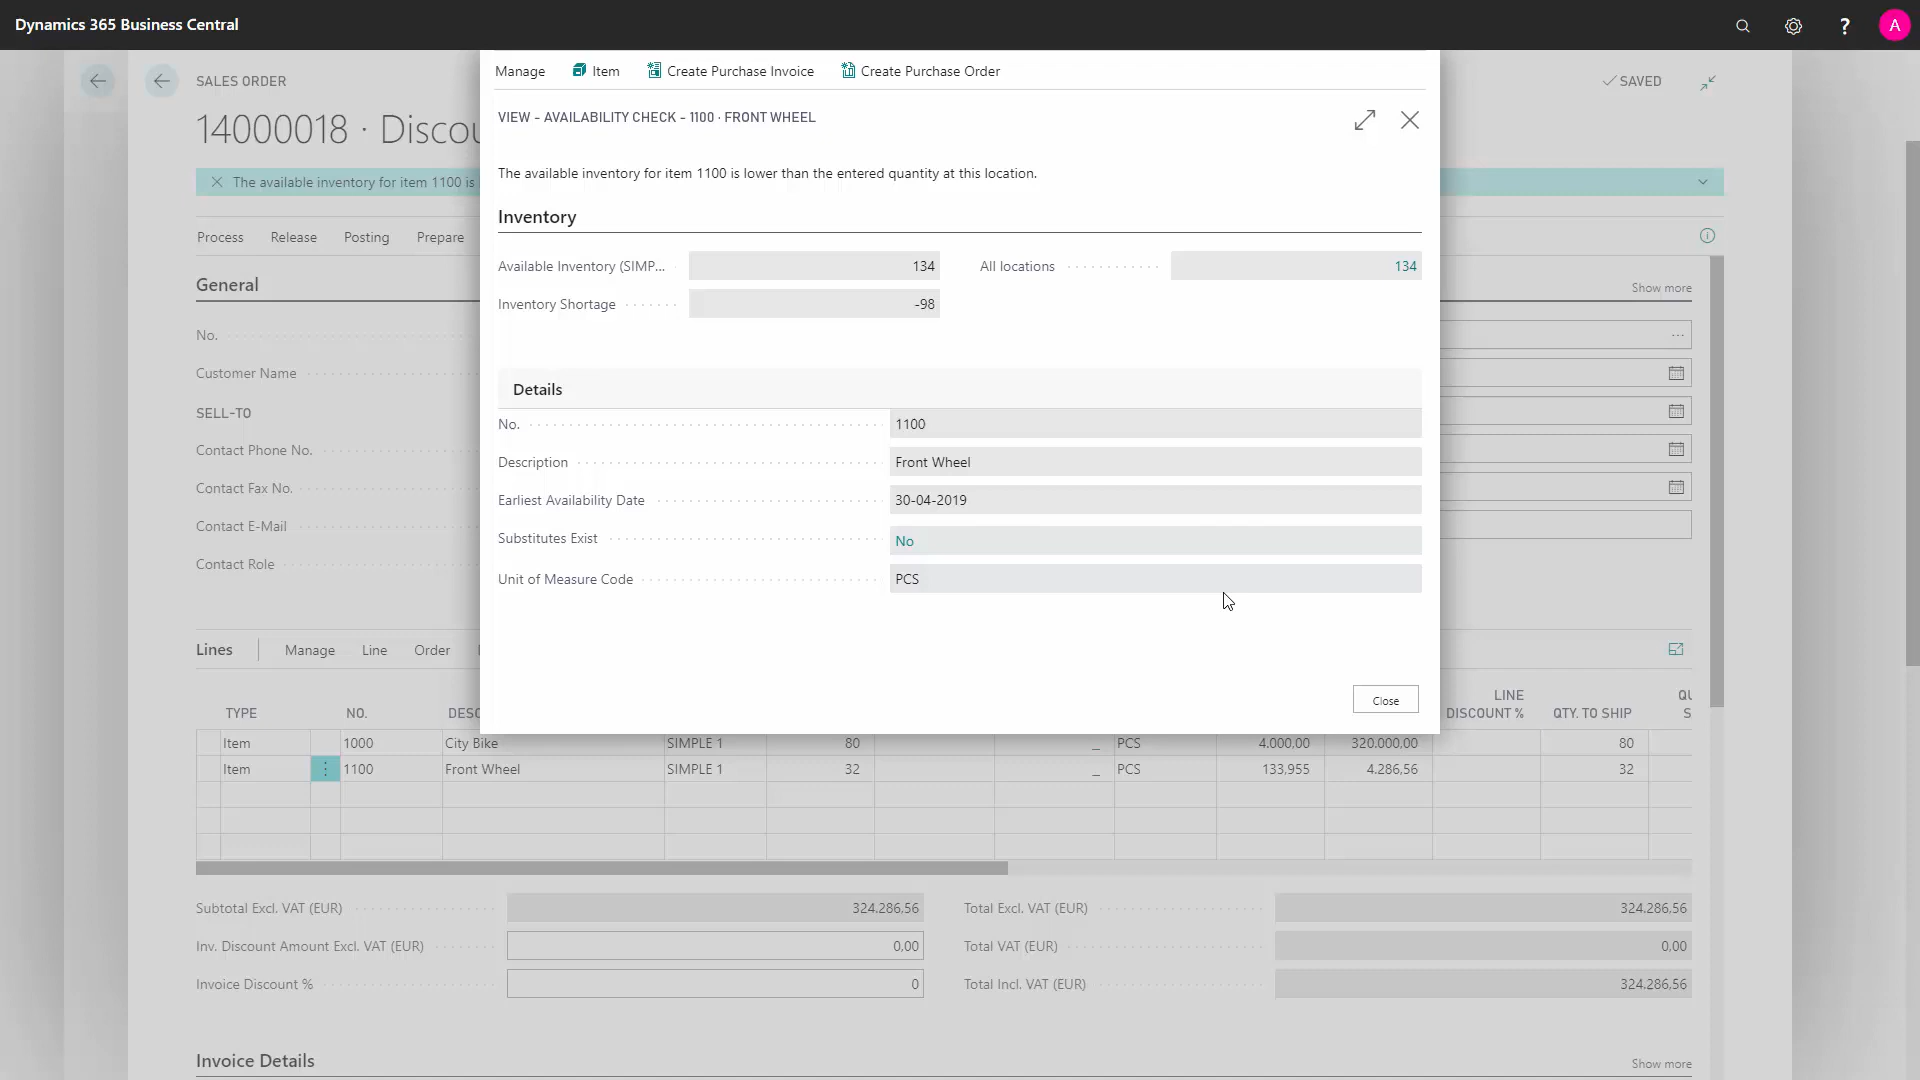 Dynamics 365 Business Central
?
A
SALES ORDER
SAVED
14000018 · Discou
The available inventory for item 1100 is
Process Release Posting Prepare
General
Show more
No.
Customer Name
SELL-TO
Contact Phone No.
Contact Fax No.
Contact E-Mail
Contact Role
Manage Item Create Purchase Invoice Create Purchase Order
VIEW - AVAILABILITY CHECK - 1100 · FRONT WHEEL
The available inventory for item 1100 is lower than the entered quantity at this location.
Inventory
Available Inventory (SIMP... 134 All locations 134
Inventory Shortage -98
Details
No. 1100
Description Front Wheel
Earliest Availability Date 30-04-2019
Substitutes Exist No
Unit of Measure Code PCS
Close
Lines Manage Line Order
LINE QU
TYPE NO. DESC DISCOUNT % QTY. TO SHIP S
Item 1000 City Bike SIMPLE 1 80 _ PCS 4.000,00 320.000,00 80
Item 1100 Front Wheel SIMPLE 1 32 _ PCS 133,955 4.286,56 32
Subtotal Excl. VAT (EUR) 324.286,56 Total Excl. VAT (EUR) 324.286,56
Inv. Discount Amount Excl. VAT (EUR) 0,00 Total VAT (EUR) 0,00
Invoice Discount % 0 Total Incl. VAT (EUR) 324.286,56
Invoice Details Show more